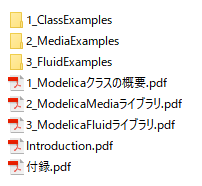 1_ClassExamples
2_MediaExamples
3_FluidExamples
1_Modelicaクラスの概要.pdf
2_ModelicaMediaライブラリ.pdf
3_ModelicaFluidライブラリ.pdf
Introduction.pdf
付録.pdf